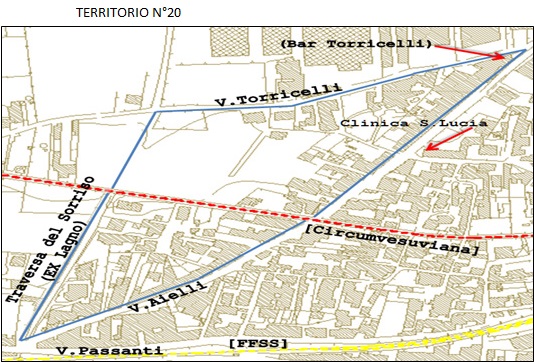 TERRITORIO N°20
(Bar Torricelli)
V.Torricelli
Clinica S Lucia
Traversa del Sorriso
(EX Lagno)
[Circumvesuviana]
V.Aielli
[FFSS]
V.Passanti